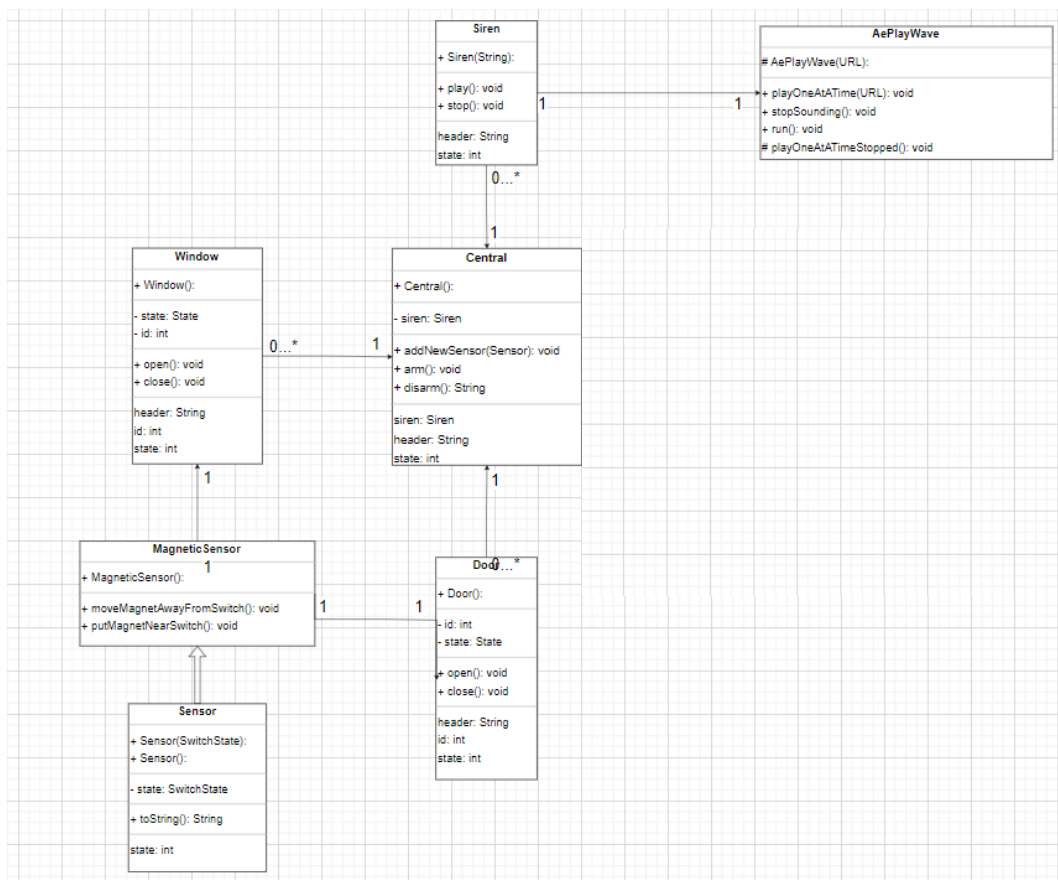 Siren
+ Siren(String):
+ play(): void
+ stop(): void
header: String
state: int
1
1
0...*
1
AePlayWave
# AePlayWave(URL):
+ playOneAtATime(URL): void
+ stopSounding(): void
+ run(): void
# playOneAtATimeStopped(): void
Window
+ Window():
- state: State
- id: int
+ open(): void
+ close(): void
header: String
id: int
state: int
0...*
1
1
Central
+ Central():
- siren: Siren
+ addNewSensor(Sensor): void
+ arm(): void
+ disarm(): String
siren: Siren
header: String
state: int
1
MagneticSensor
1
+ MagneticSensor():
+ moveMagnetAwayFromSwitch(): void
+ putMagnetNearSwitch(): void
1
1
Door
0...*
+ Door():
- id: int
- state: State
+ open(): void
+ close(): void
header: String
id: int
state: int
Sensor
+ Sensor(SwitchState):
+ Sensor():
- state: SwitchState
+ toString(): String
state: int